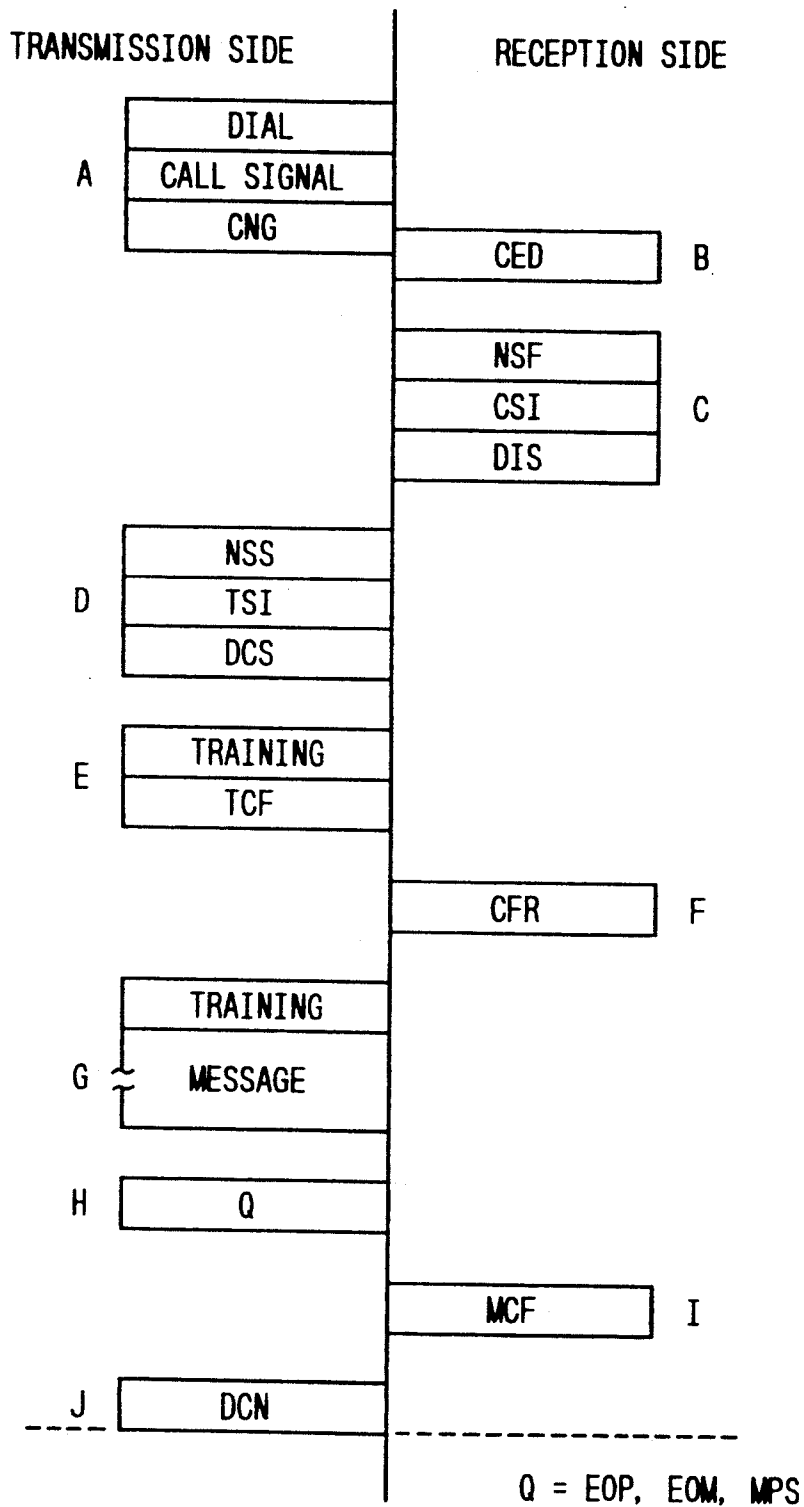 TRANSMISSION SIDE
RECEPTION SIDE
DIAL
A
CALL SIGNAL
CNG
CED
B
NSF
CSI
C
DIS
NSS
D
TSI
DCS
TRAINING
E
TCF
CFR
F
TRAINING
G
MESSAGE
H
Q
MCF
I
J
DCN
Q = EOP, EOM, MPS